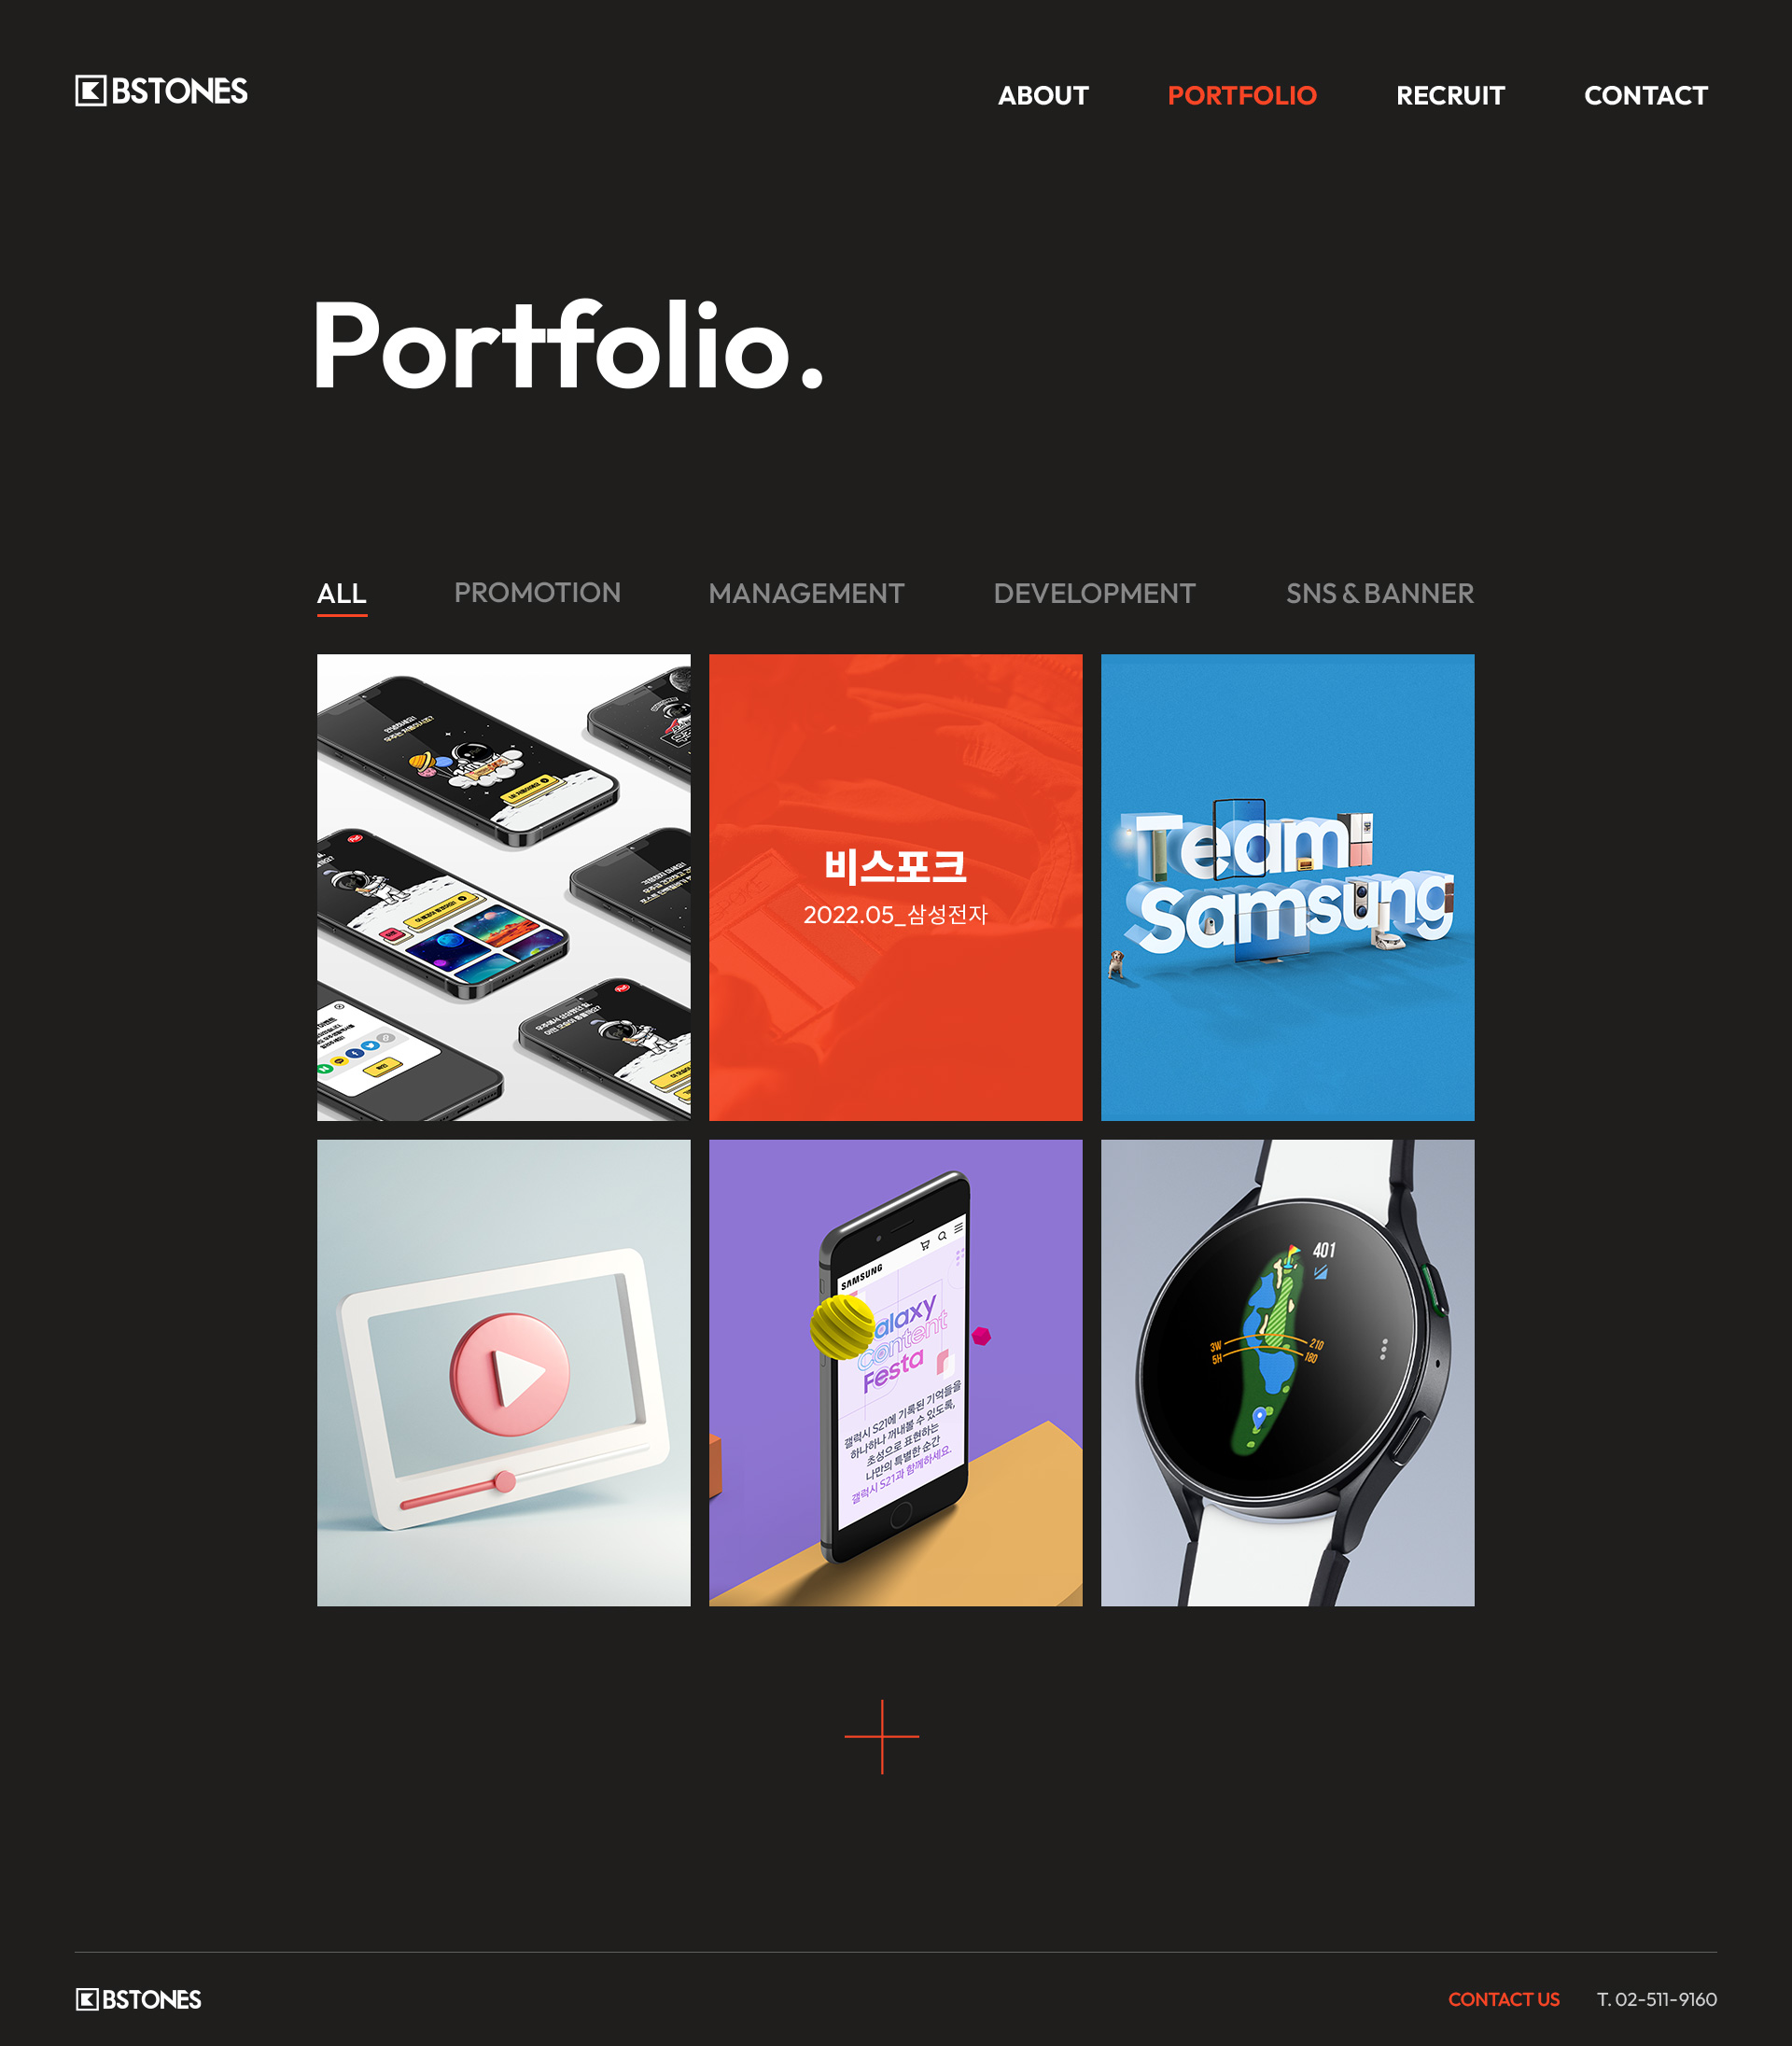 BSTONES
ABOUT PORTFOLIO RECRUIT CONTACT
Portfolio.
ALL PROMOTION MANAGEMENT DEVELOPMENT SNS & BANNER
비스포크
2022.05_삼성전자
Team
Samsung
SAMSUNG
Galaxy
Content
Festa
갤럭시 S21에 기록된 기억들을
하나하나 꺼내볼 수 있도록,
초성으로 표현하는
나만의 특별한 순간
갤럭시 S21과 함께하세요.
401
3W 210
5H 180
BSTONES
CONTACT US T. 02-511-9160